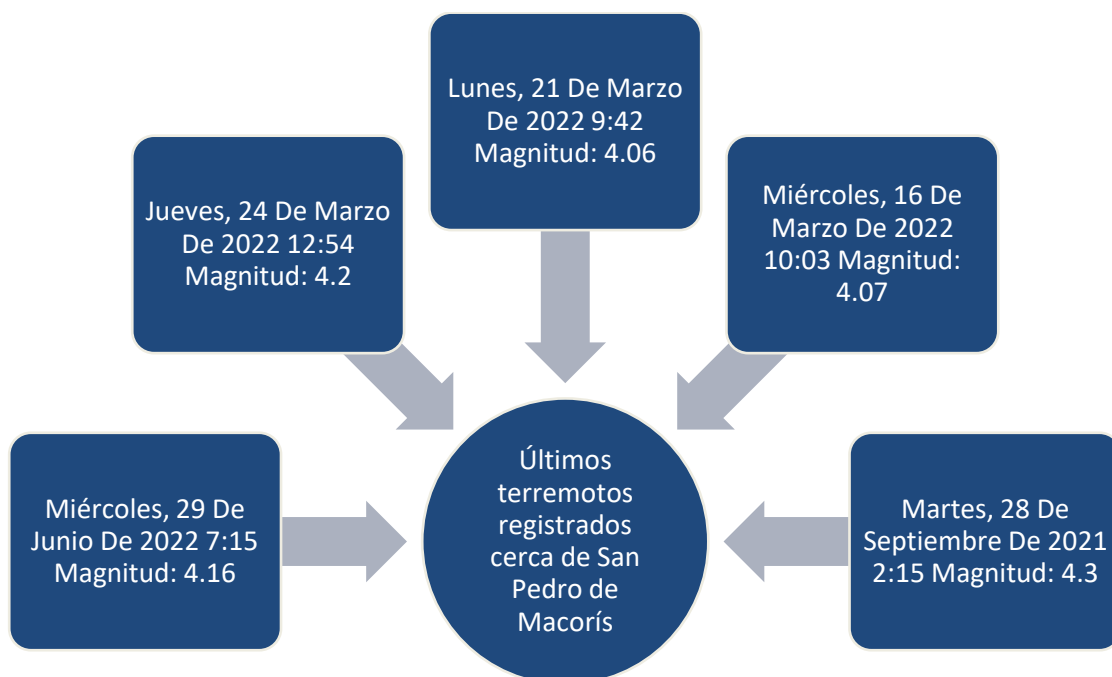 Lunes, 21 De Marzo
De 2022 9:42
Magnitud: 4.06
Jueves, 24 De Marzo
De 2022 12:54
Magnitud: 4.2
Miércoles, 16 De
Marzo De 2022
10:03 Magnitud:
4.07
Miércoles, 29 De
Junio De 2022 7:15
Magnitud: 4.16
Últimos
terremotos
registrados
cerca de San
Pedro de
Macorís
Martes, 28 De
Septiembre De 2021
2:15 Magnitud: 4.3